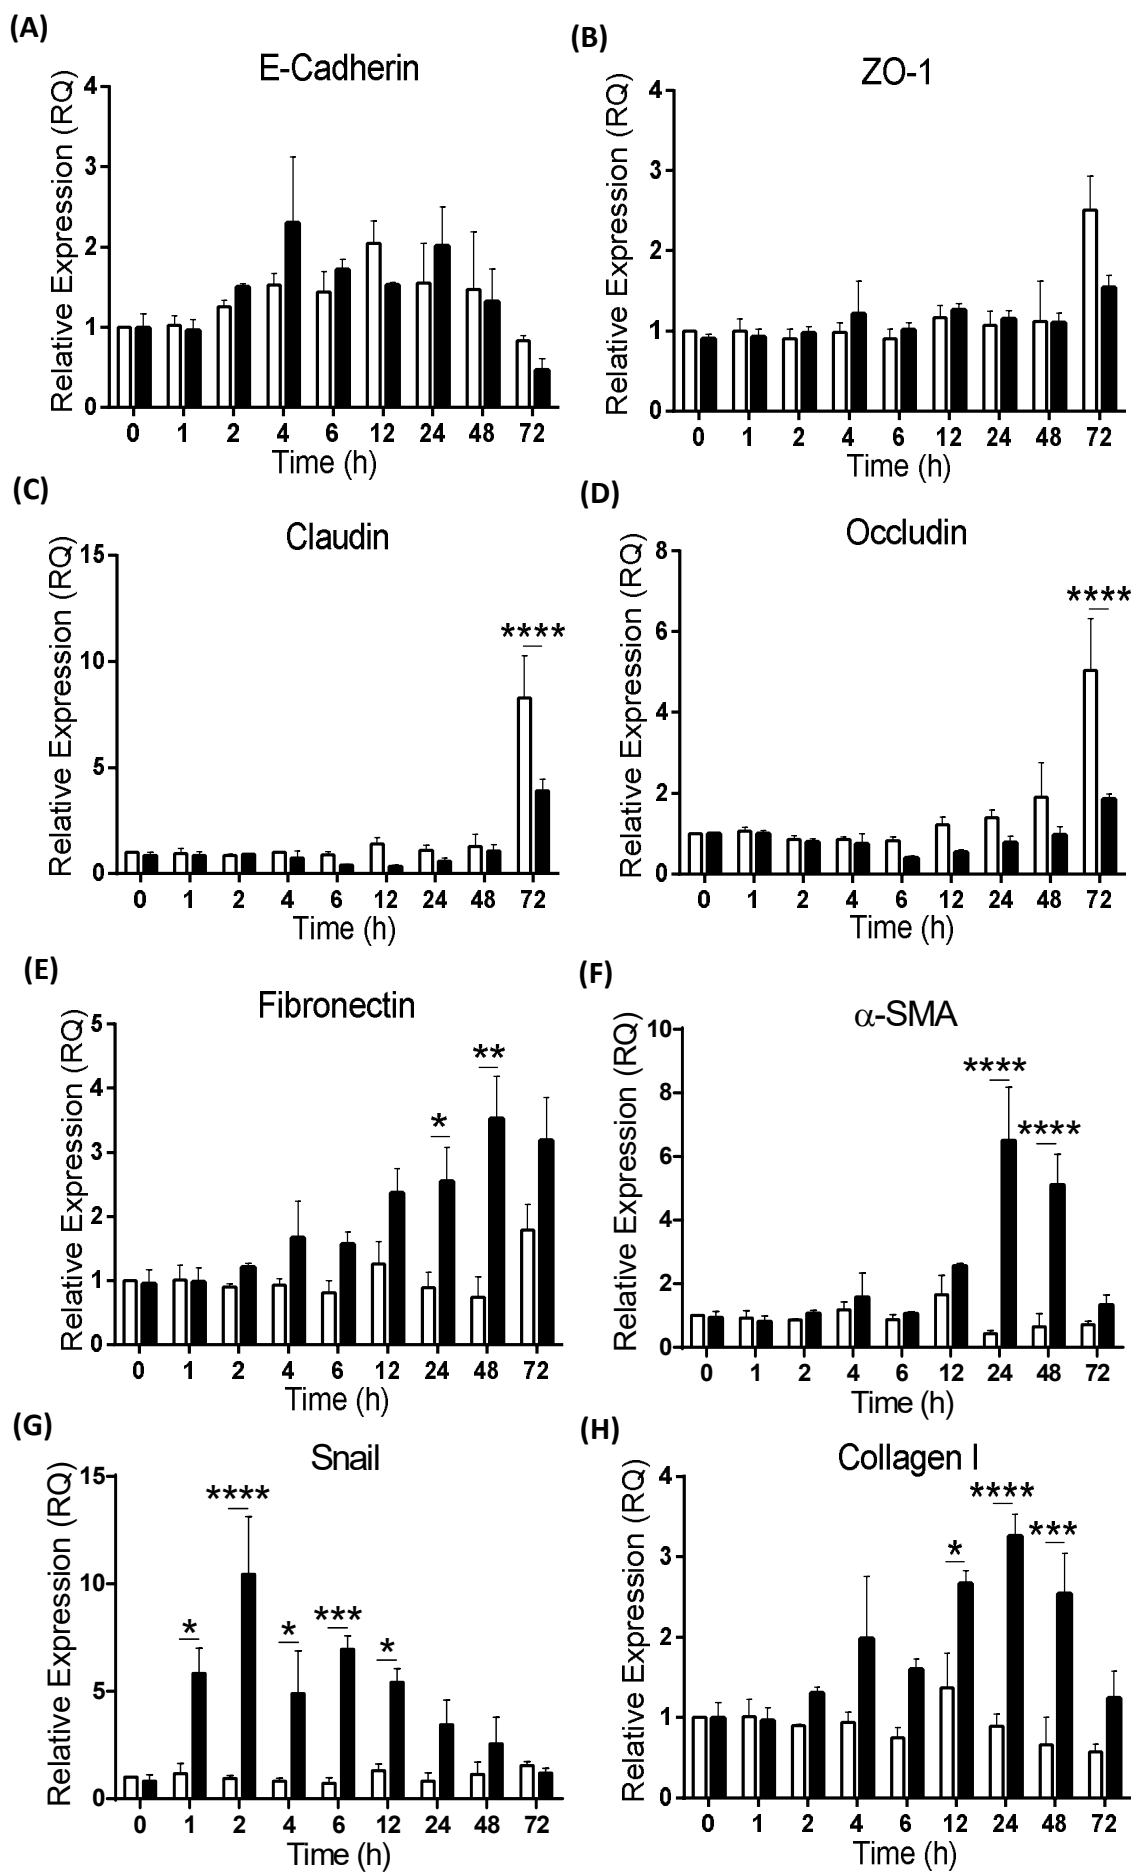 (A)
E-Cadherin
Relative Expression (RQ)
4
3
2
1
0
0 1 2 4 6 12 24 48 72
Time (h)
(B)
ZO-1
Relative Expression (RQ)
4
3
2
1
0
0 1 2 4 6 12 24 48 72
Time (h)
(C)
Claudin
Relative Expression (RQ)
15
10
5
0
****
0 1 2 4 6 12 24 48 72
Time (h)
(D)
Occludin
Relative Expression (RQ)
8
6
4
2
0
****
0 1 2 4 6 12 24 48 72
Time (h)
(E)
Fibronectin
Relative Expression (RQ)
5
4
3
2
1
0
**
*
0 1 2 4 6 12 24 48 72
Time (h)
(F)
α-SMA
Relative Expression (RQ)
10
8
6
4
2
0
****
****
0 1 2 4 6 12 24 48 72
Time (h)
(G)
Snail
Relative Expression (RQ)
15
10
5
0
* **** * *** *
0 1 2 4 6 12 24 48 72
Time (h)
(H)
Collagen I
Relative Expression (RQ)
4
3
2
1
0
* **** ***
0 1 2 4 6 12 24 48 72
Time (h)